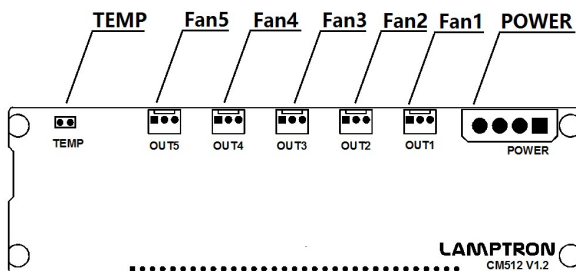 TEMP Fan5 Fan4 Fan3 Fan2 Fan1 POWER
TEMP OUT5 OUT4 OUT3 OUT2 OUT1 POWER
LAMPTRON
CM512 V1.2